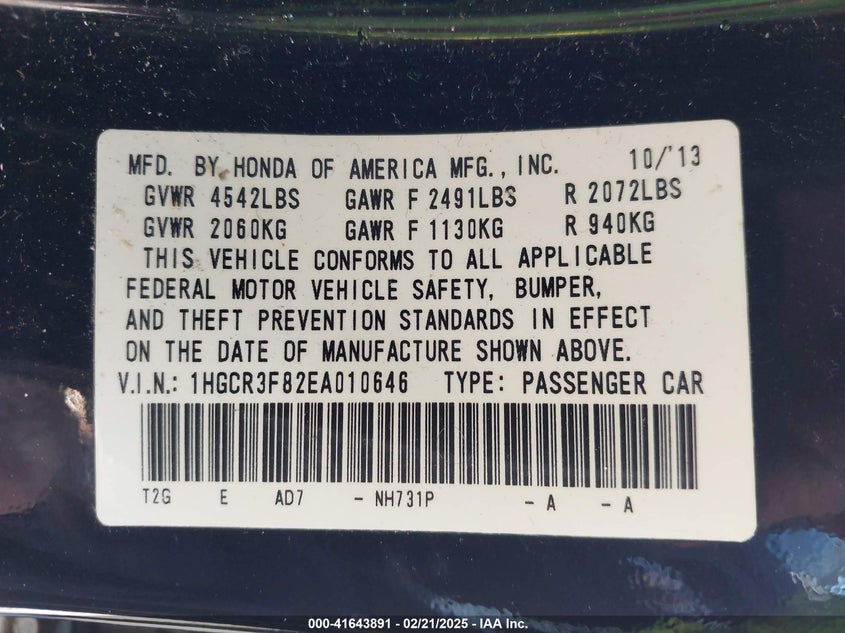 MFD. BY HONDA OF AMERICA MFG., INC. 10/'13
GVWR 4542LBS GAWR F 2491LBS R 2072LBS
GVWR 2060KG GAWR F 1130KG R 940KG
THIS VEHICLE CONFORMS TO ALL APPLICABLE
FEDERAL MOTOR VEHICLE SAFETY, BUMPER,
AND THEFT PREVENTION STANDARDS IN EFFECT
ON THE DATE OF MANUFACTURE SHOWN ABOVE.
V.I.N.: 1HGCR3F82EA010646 TYPE: PASSENGER CAR
T2G E AD7 - NH731P - A - A
000-41643891 - 02/21/2025 - IAA Inc.